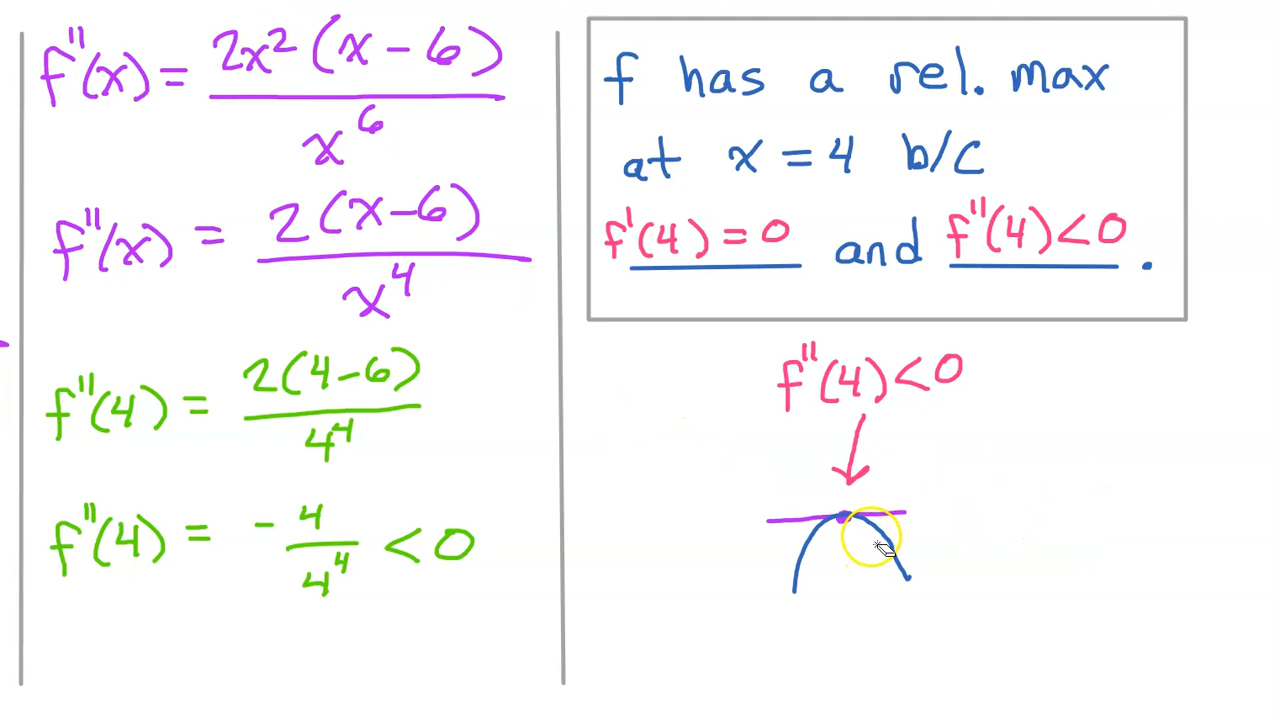 f''(x) = 2x²(x-6) / x⁶
f''(x) = 2(x-6) / x⁴
f''(4) = 2(4-6) / 4⁴
f''(4) = - 4 / 4⁴ < 0
f has a rel. max
at x = 4 b/c
f'(4) = 0 and f''(4) < 0 .
f''(4) < 0